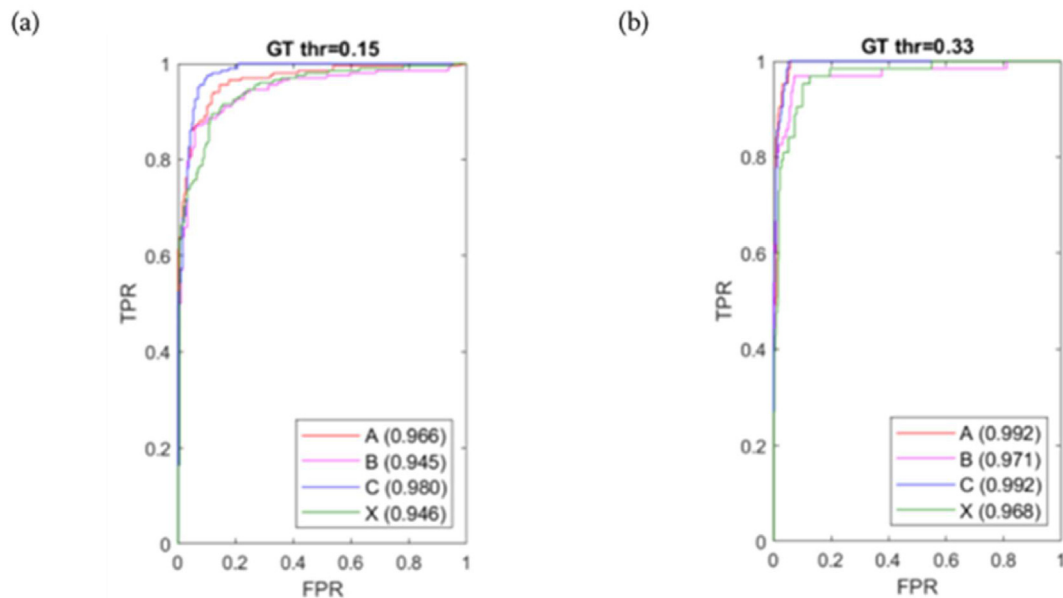 (a)
GT thr=0.15
1
0.8
0.6
0.4
0.2
0
TPR
0 0.2 0.4 0.6 0.8 1
FPR
A (0.966)
B (0.945)
C (0.980)
X (0.946)
(b)
GT thr=0.33
1
0.8
0.6
0.4
0.2
0
TPR
0 0.2 0.4 0.6 0.8 1
FPR
A (0.992)
B (0.971)
C (0.992)
X (0.968)